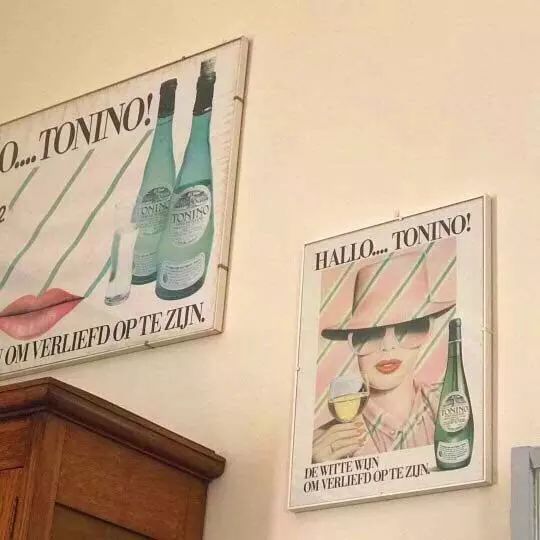 O.... TONINO!
TONINO
TONINO
OM VERLIEFD OP TE ZIJN.
HALLO.... TONINO!
TONINO
DE WITTE WIJN
OM VERLIEFD OP TE ZIJN.